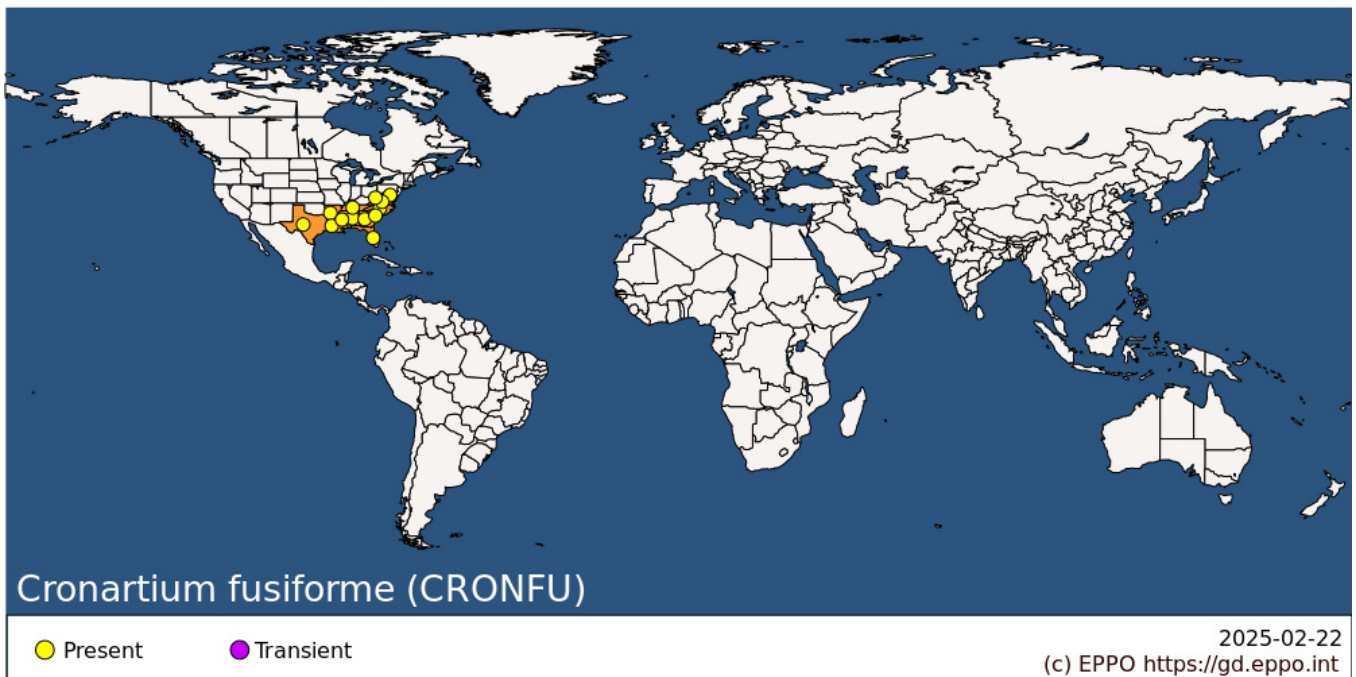 Cronartium fusiforme (CRONFU)
Present
Transient
2025-02-22
(c) EPPO https://gd.eppo.int